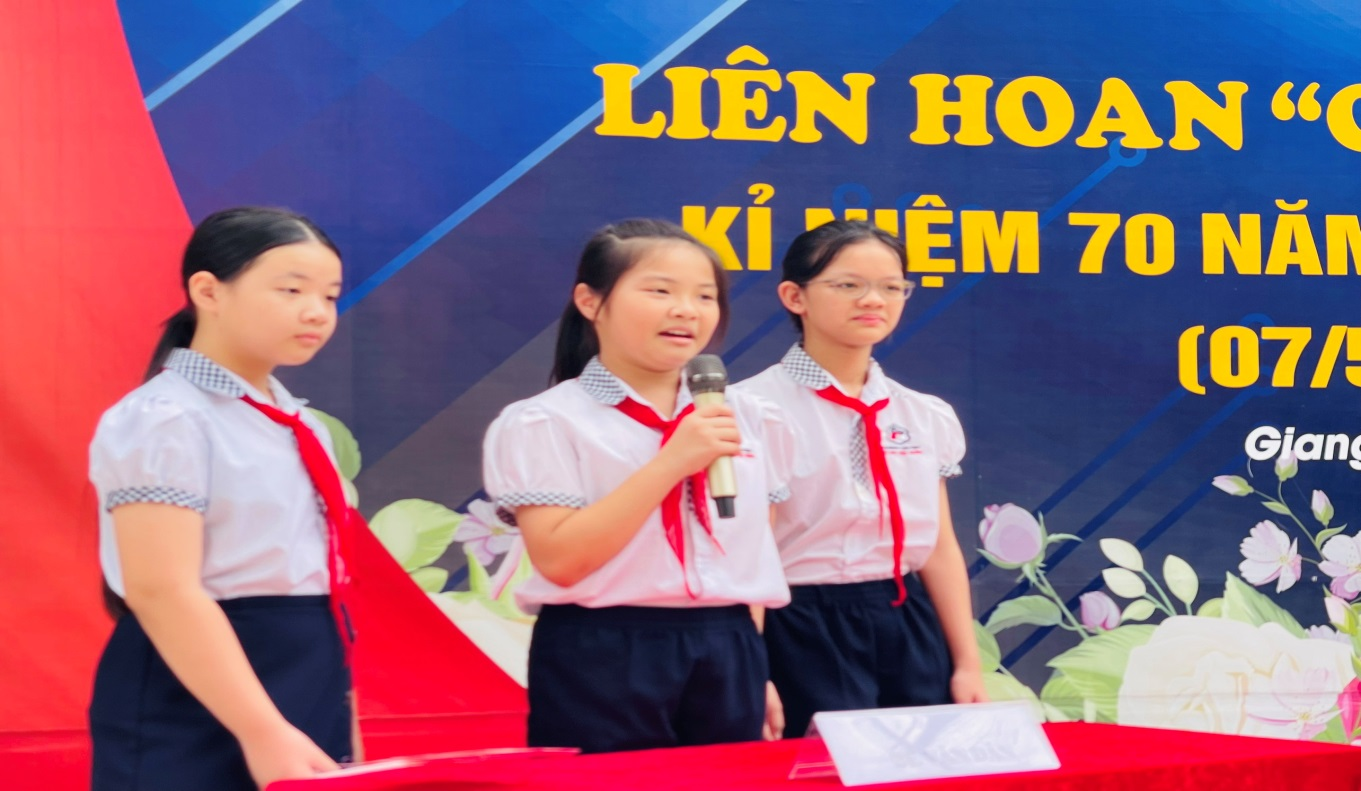 LIÊN HOAN “
KỈ NIỆM 70 NĂM
(07/5
Giang